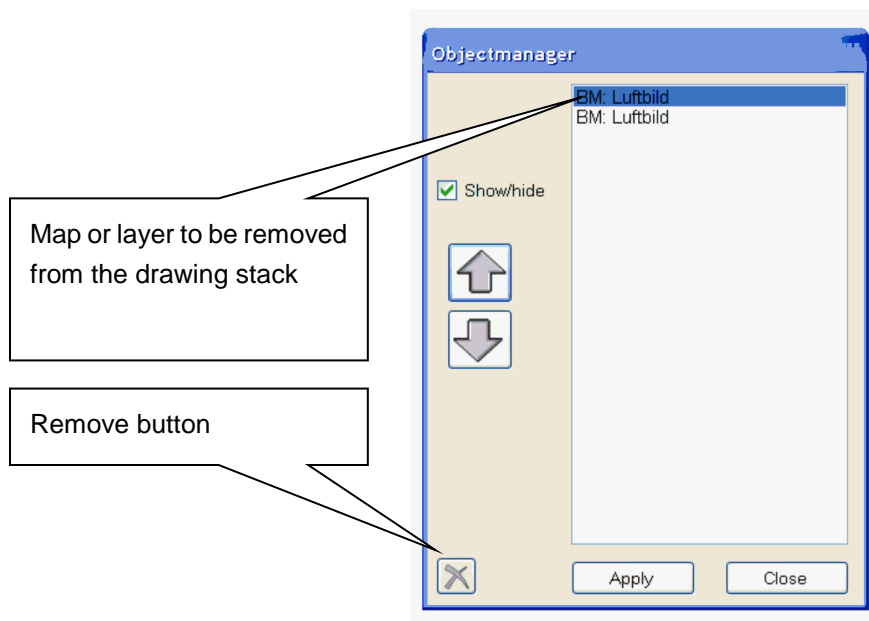 Objectmanager
BM: Luftbild
BM: Luftbild
Show/hide
Map or layer to be removed
from the drawing stack
Remove button
Apply
Close